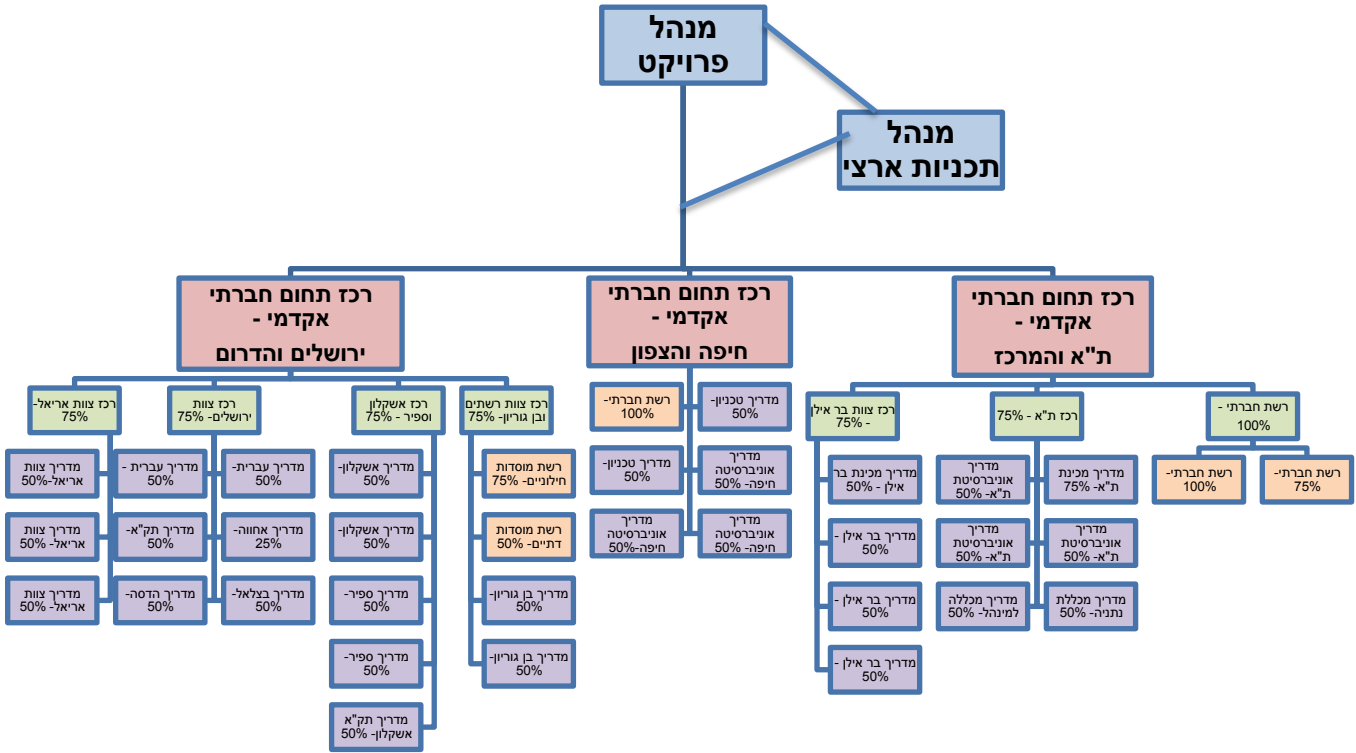 מנהל
פרויקט
מנהל
תכניות ארצי
רכז תחום חברתי
אקדמי -
ת"א והמרכז
רכז תחום חברתי
אקדמי -
חיפה והצפון
רכז תחום חברתי
אקדמי -
ירושלים והדרום
רשת חברתי -
100%
רשת חברתי-
75%
רשת חברתי-
100%
רכז ת"א - 75%
מדריך מכינת
ת"א- 75%
מדריך
אוניברסיטת
ת"א- 50%
מדריך
אוניברסיטת
ת"א- 50%
מדריך
אוניברסיטת
ת"א- 50%
מדריך מכללת
נתניה- 50%
מדריך מכללה
למינהל- 50%
רכז צוות בר אילן
- 75%
מדריך מכינת בר
אילן - 50%
מדריך בר אילן -
50%
מדריך בר אילן -
50%
מדריך בר אילן -
50%
מדריך טכניון-
50%
רשת חברתי-
100%
מדריך
אוניברסיטה
חיפה- 50%
מדריך טכניון-
50%
מדריך
אוניברסיטה
חיפה- 50%
מדריך
אוניברסיטה
חיפה-50%
רכז צוות רשתים
ובן גוריון- 75%
רשת מוסדות
חילוניים- 75%
רשת מוסדות
דתיים- 50%
מדריך בן גוריון-
50%
מדריך בן גוריון-
50%
רכז אשקלון
וספיר - 75%
מדריך אשקלון-
50%
מדריך אשקלון-
50%
מדריך ספיר-
50%
מדריך ספיר-
50%
מדריך תק"א
אשקלון- 50%
רכז צוות
ירושלים- 75%
מדריך עברית-
50%
מדריך עברית -
50%
מדריך אחווה-
25%
מדריך תק"א-
50%
מדריך בצלאל-
50%
מדריך הדסה-
50%
רכז צוות אריאל-
75%
מדריך צוות
אריאל-50%
מדריך צוות
אריאל- 50%
מדריך צוות
אריאל- 50%